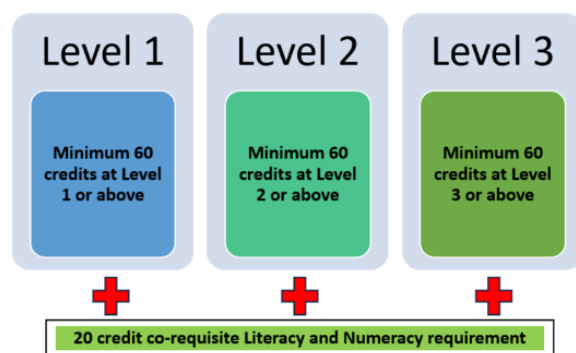 Level 1
Minimum 60
credits at Level
1 or above
Level 2
Minimum 60
credits at Level
2 or above
Level 3
Minimum 60
credits at Level
3 or above
20 credit co-requisite Literacy and Numeracy requirement